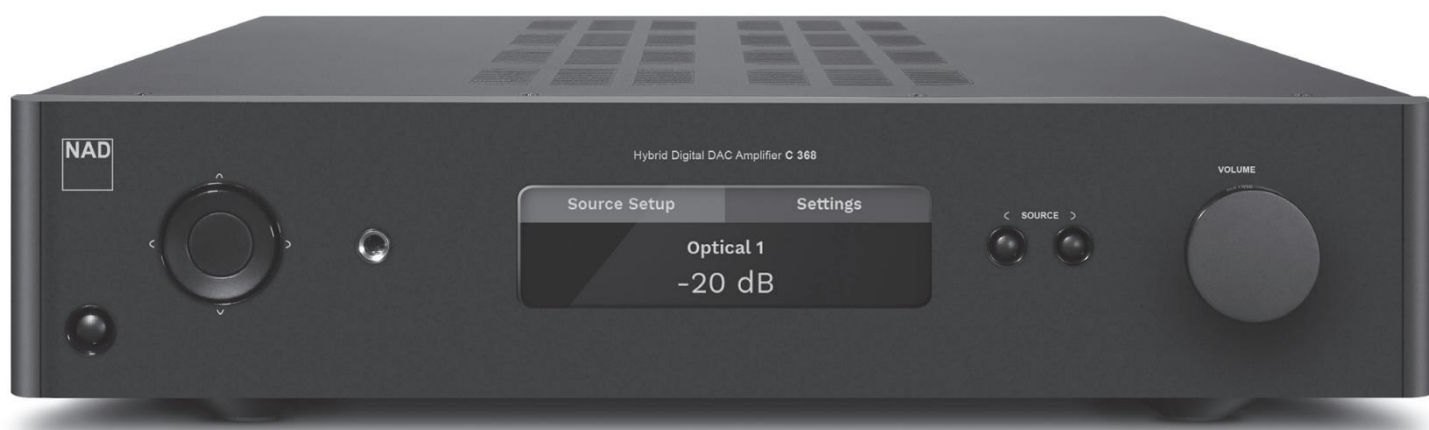 NAD
Hybrid Digital DAC Amplifier C 368
VOLUME
Source Setup
Settings
< SOURCE >
Optical 1
-20 dB